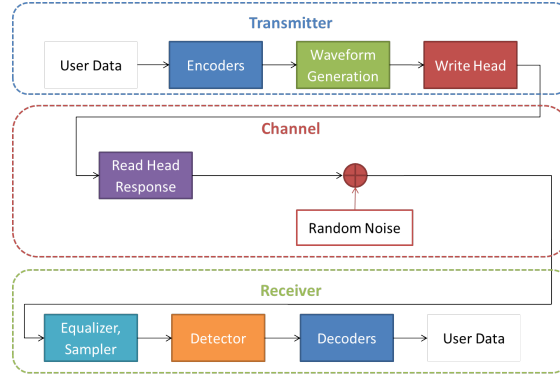 Transmitter
User Data
Encoders
Waveform
Generation
Write Head
Channel
Read Head
Response
Random Noise
Receiver
Equalizer,
Sampler
Detector
Decoders
User Data